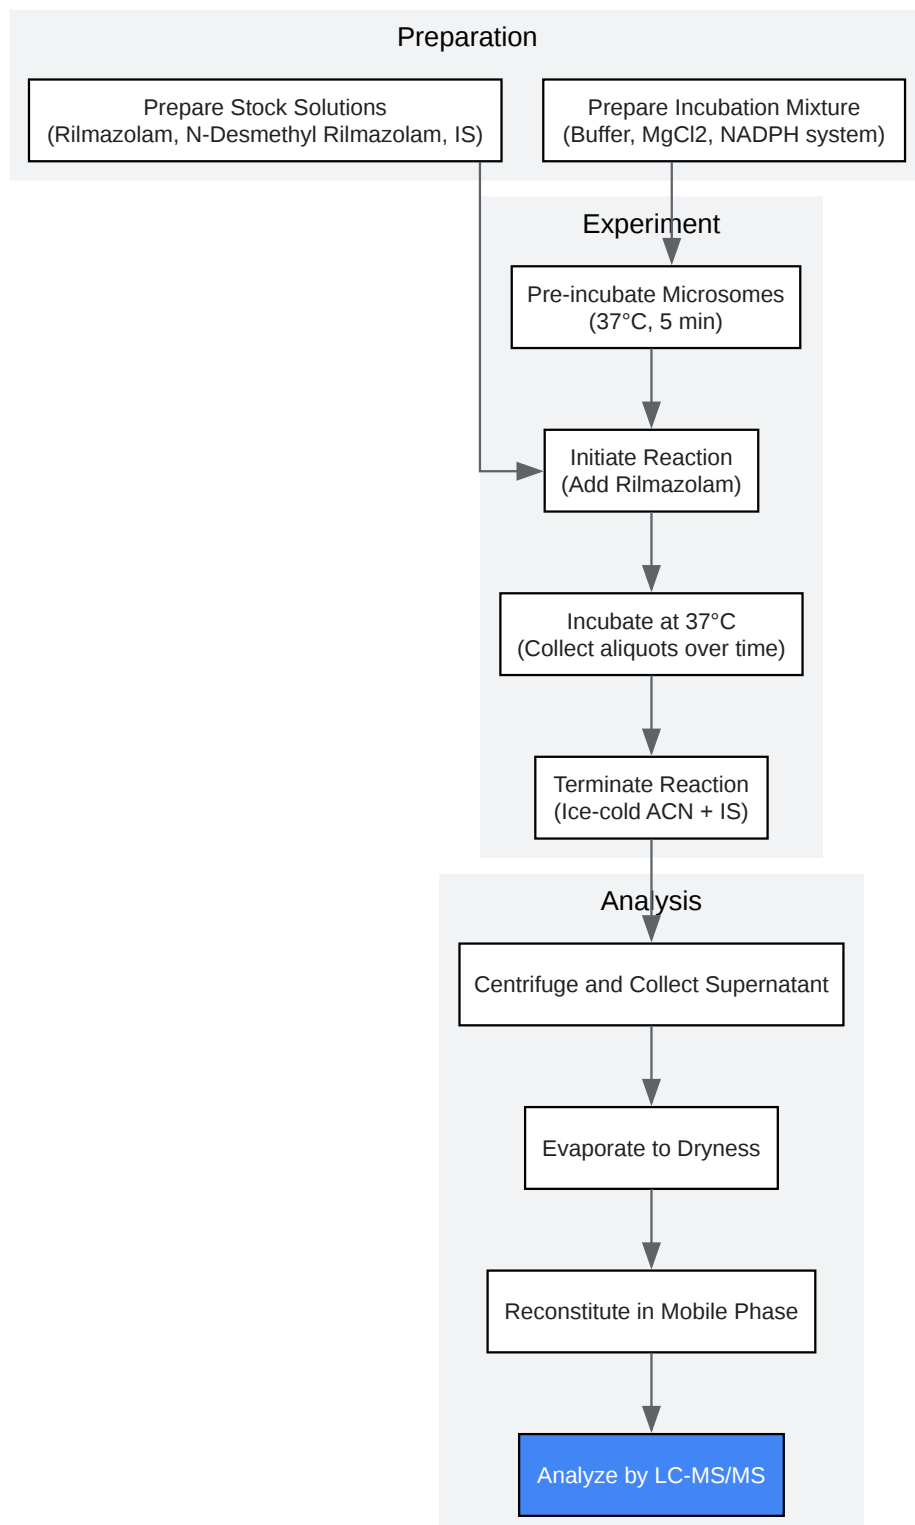 Preparation
Prepare Stock Solutions
(Rilmazolam, N-Desmethyl Rilmazolam, IS)
Prepare Incubation Mixture
(Buffer, MgCl2, NADPH system)
Experiment
Pre-incubate Microsomes
(37°C, 5 min)
Initiate Reaction
(Add Rilmazolam)
Incubate at 37°C
(Collect aliquots over time)
Terminate Reaction
(Ice-cold ACN + IS)
Analysis
Centrifuge and Collect Supernatant
Evaporate to Dryness
Reconstitute in Mobile Phase
Analyze by LC-MS/MS